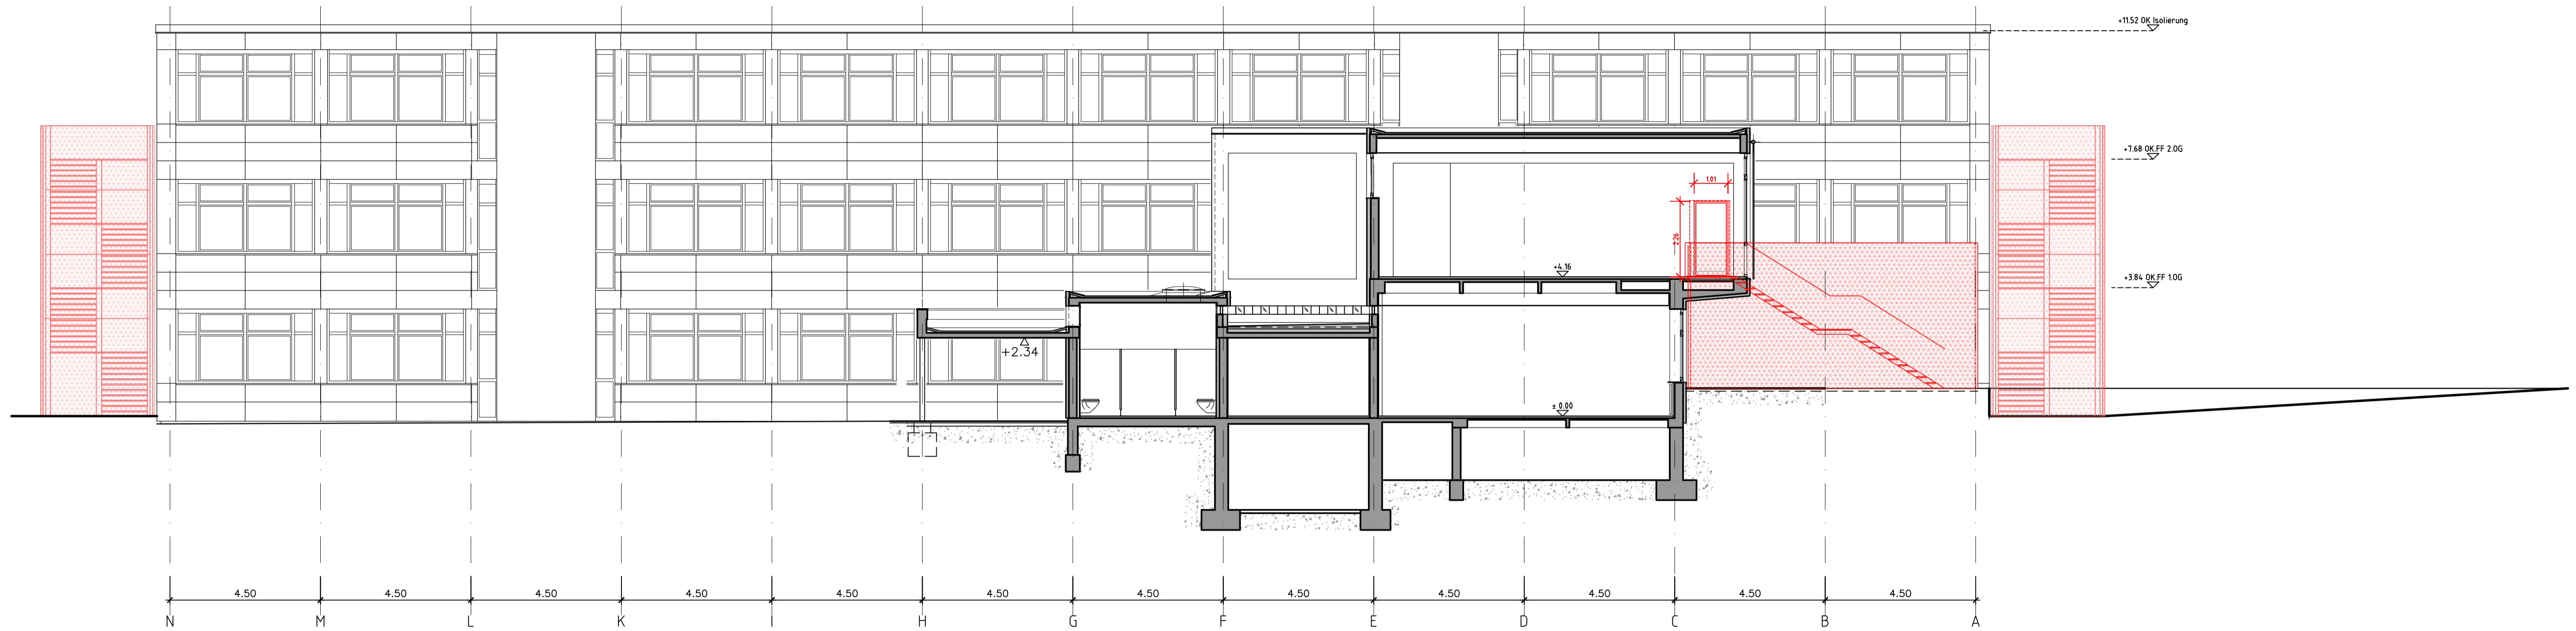 +11.52 OK Isolierung
+7.68 OK.FF 2.OG
1.01
2.26
+4.16
+3.84 OK.FF 1.OG
+2.34
± 0.00
4.50 4.50 4.50 4.50 4.50 4.50 4.50 4.50 4.50 4.50 4.50 4.50
N M L K I H G F E D C B A